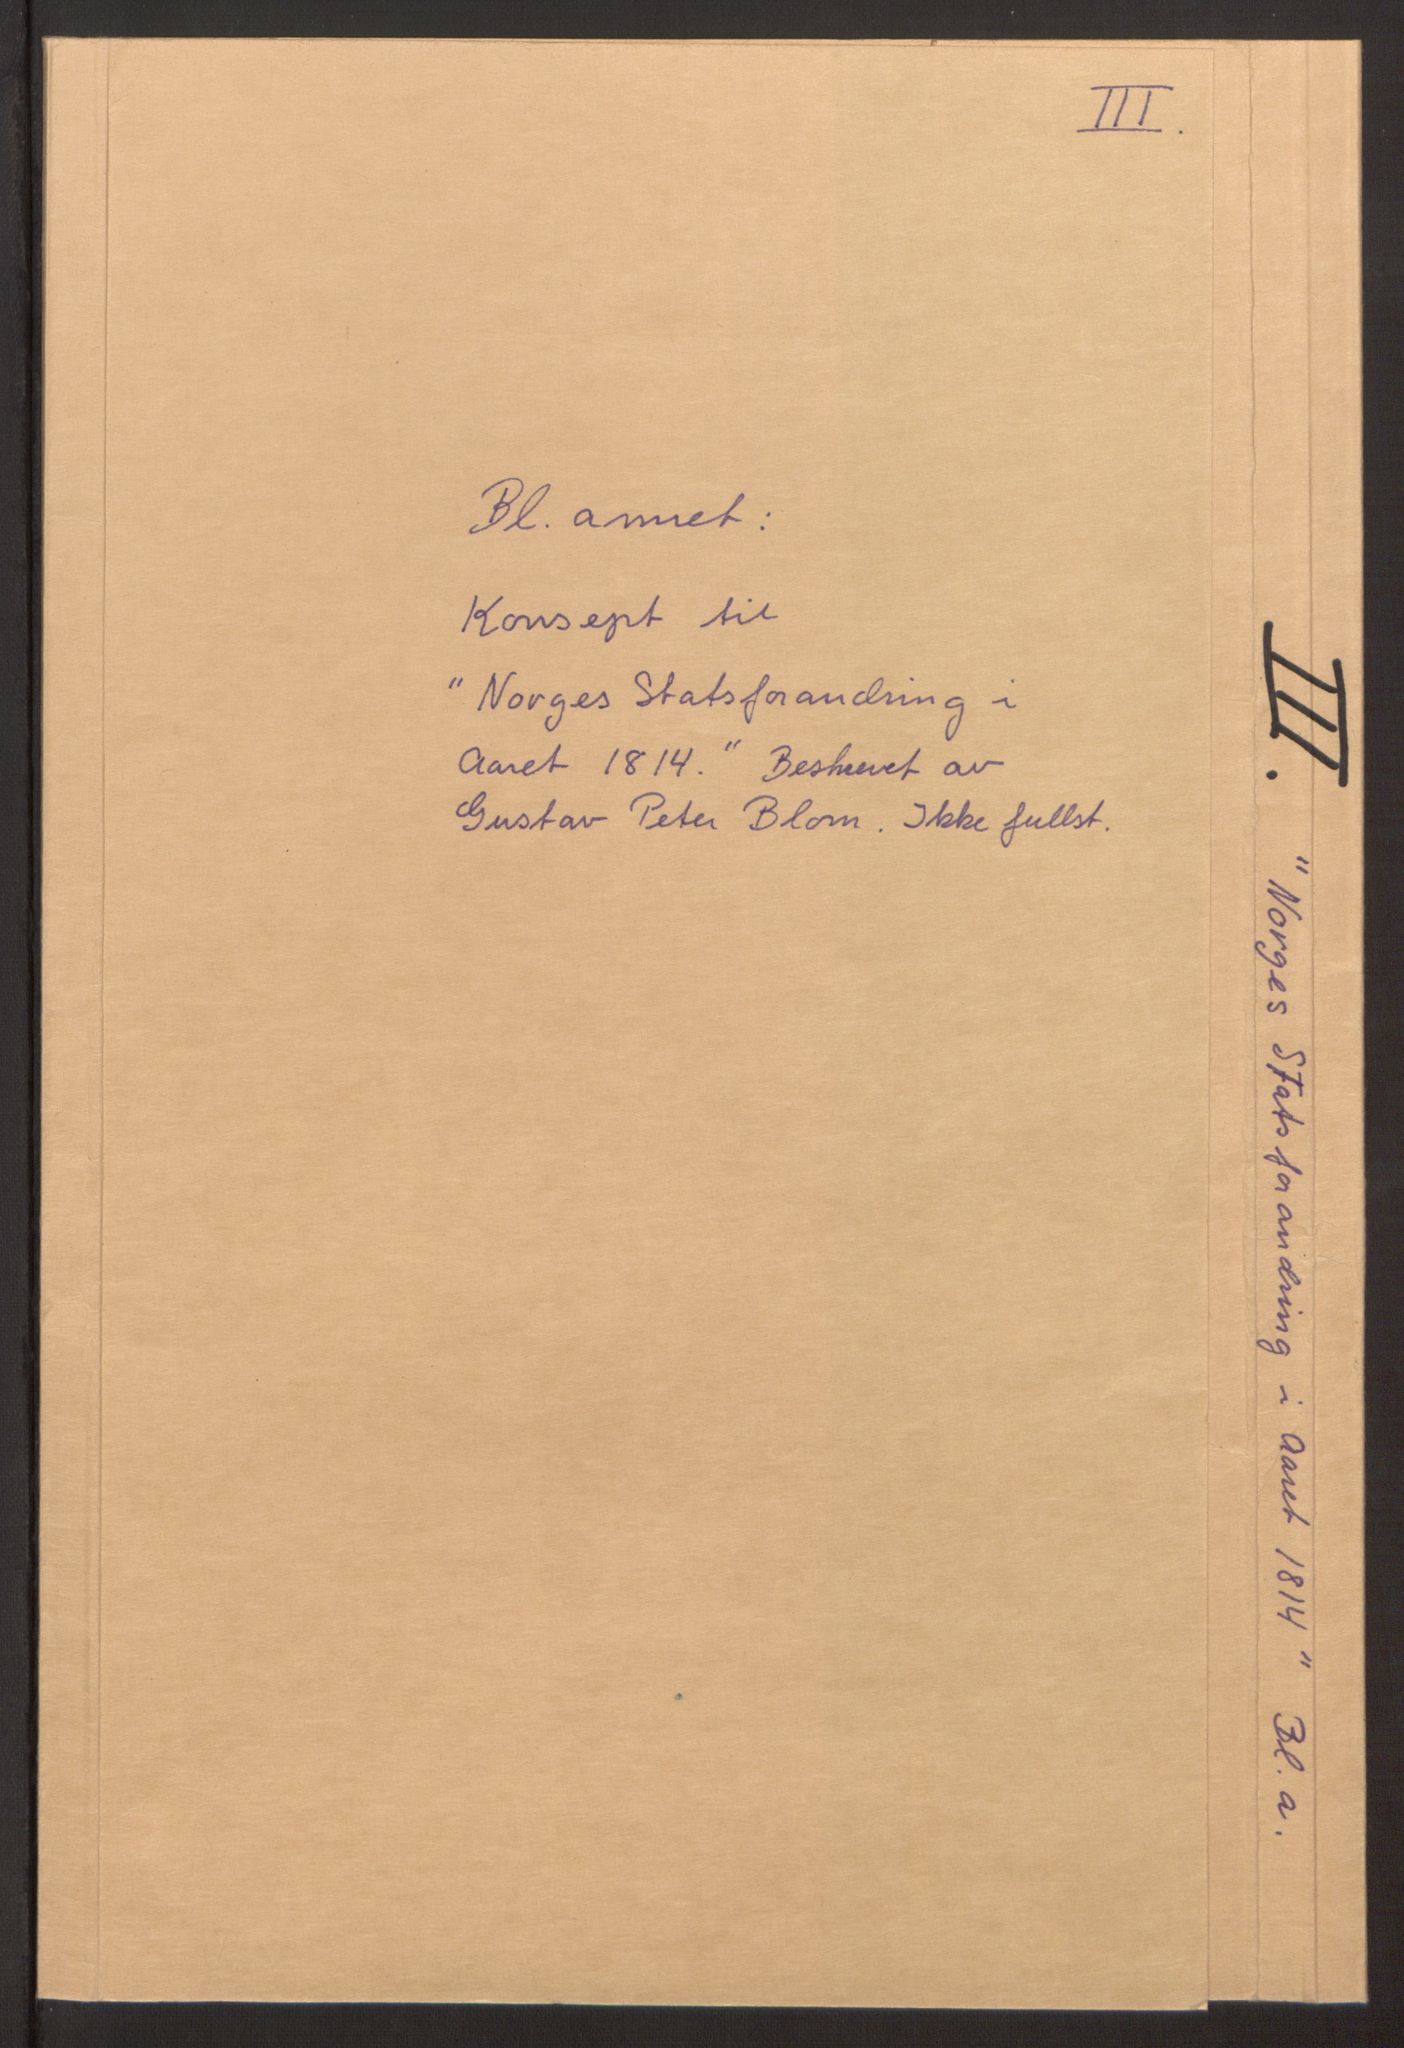 III.
Bl. annet:
Konsept til
"Norges Statsforandring i
Aaret 1814." Beskrevet av
Gustav Peter Blom. Ikke fullst.
III. "Norges Statsforandring i Aaret 1814" Bl. a.